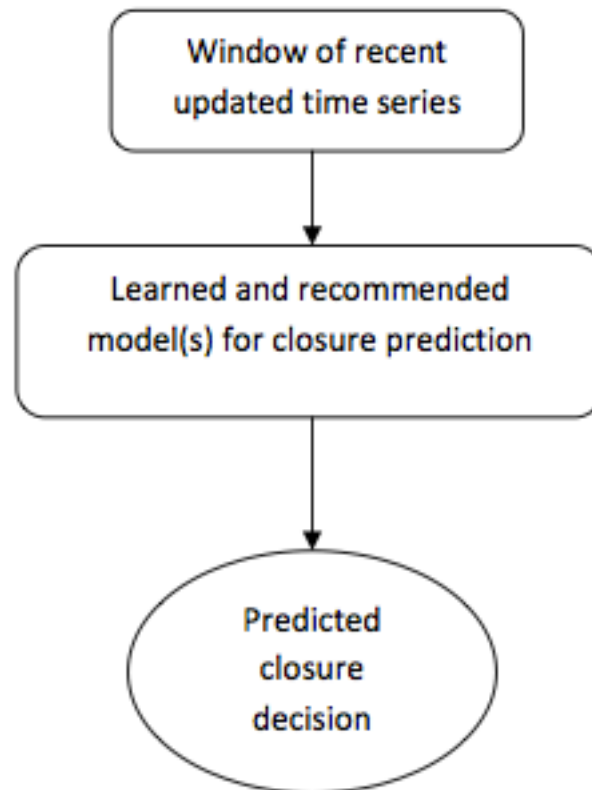 Window of recent
updated time series
Learned and recommended
model(s) for closure prediction
Predicted
closure
decision